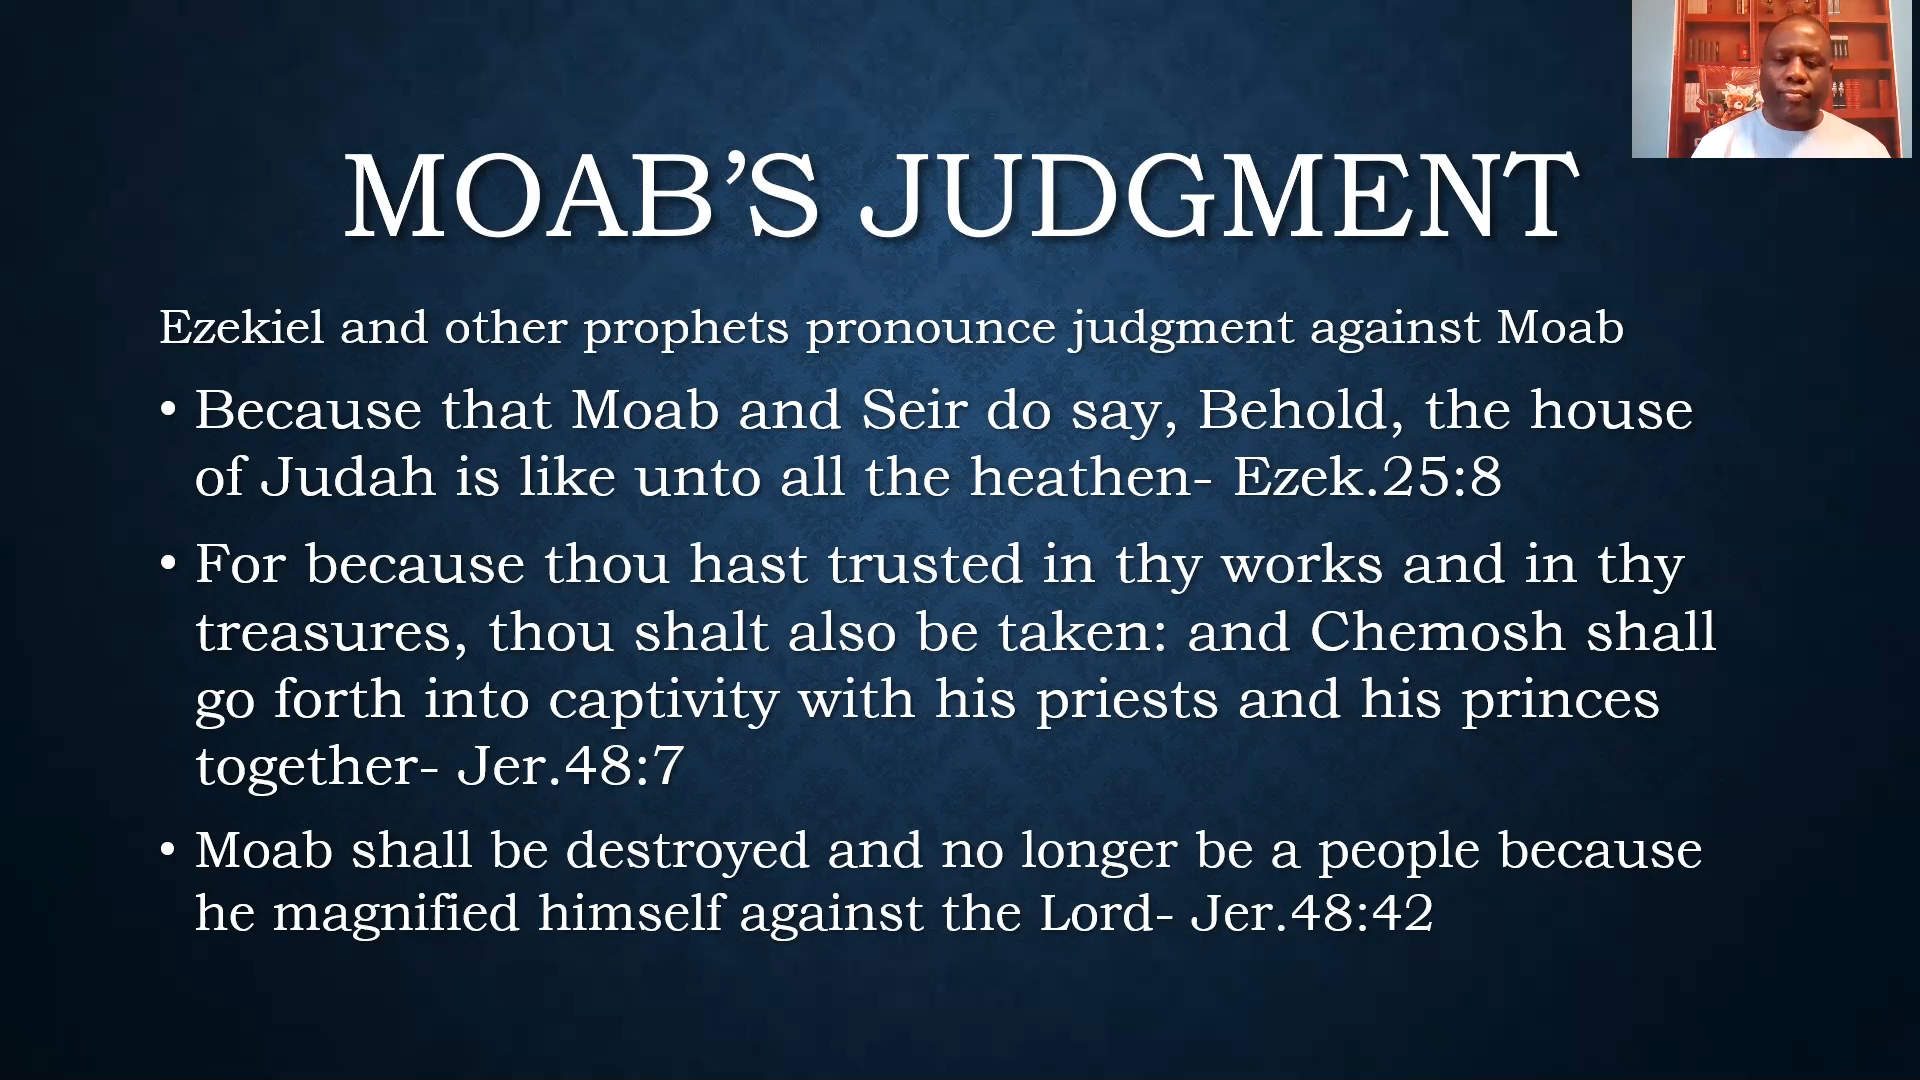 MOAB’S JUDGMENT
Ezekiel and other prophets pronounce judgment against Moab
• Because that Moab and Seir do say, Behold, the house
of Judah is like unto all the heathen- Ezek.25:8
• For because thou hast trusted in thy works and in thy
treasures, thou shalt also be taken: and Chemosh shall
go forth into captivity with his priests and his princes
together- Jer.48:7
• Moab shall be destroyed and no longer be a people because
he magnified himself against the Lord- Jer.48:42